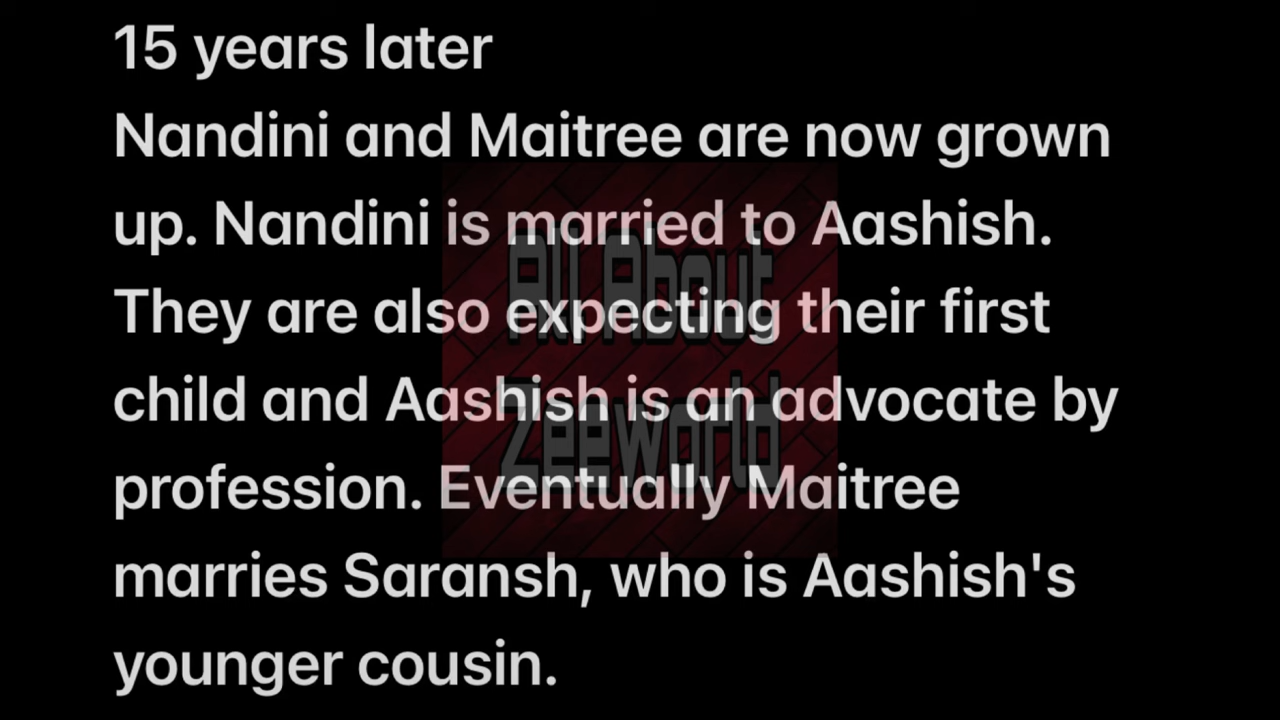 15 years later
Nandini and Maitree are now grown
up. Nandini is married to Aashish.
They are also expecting their first
child and Aashish is an advocate by
profession. Eventually Maitree
marries Saransh, who is Aashish's
younger cousin.
All About
Zeeworld